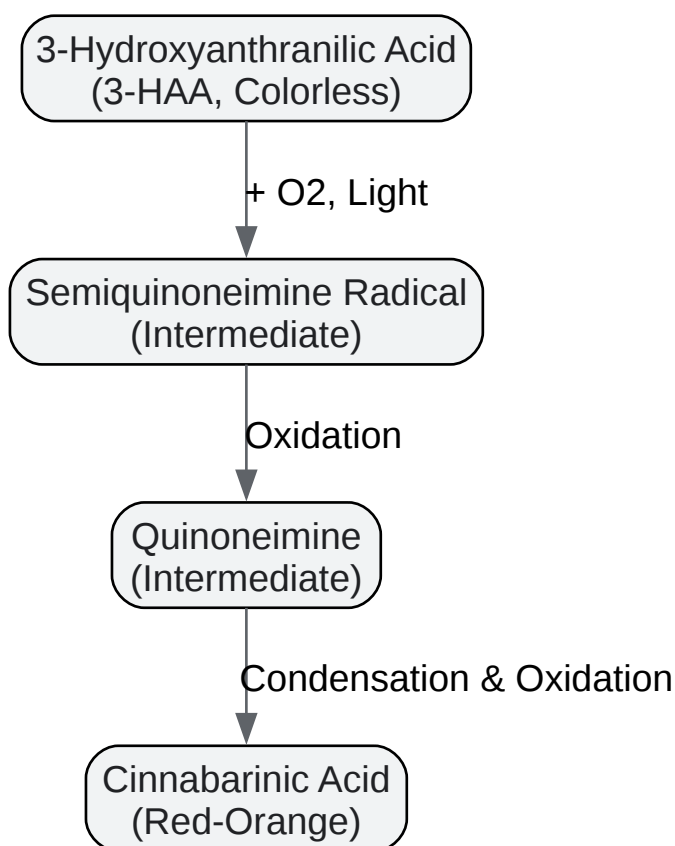 3-Hydroxyanthranilic Acid
(3-HAA, Colorless)
+ O2, Light
Semiquinoneimine Radical
(Intermediate)
Oxidation
Quinoneimine
(Intermediate)
Condensation & Oxidation
Cinnabarinic Acid
(Red-Orange)